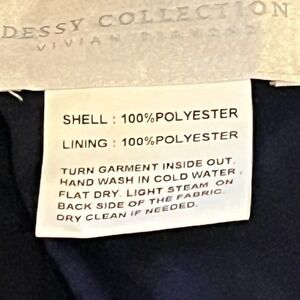 DESSY COLLECTION
VIVIAN DIAMOND
SHELL : 100%POLYESTER
LINING : 100%POLYESTER
TURN GARMENT INSIDE OUT.
HAND WASH IN COLD WATER ,
FLAT DRY. LIGHT STEAM ON
BACK SIDE OF THE FABRIC.
DRY CLEAN IF NEEDED.